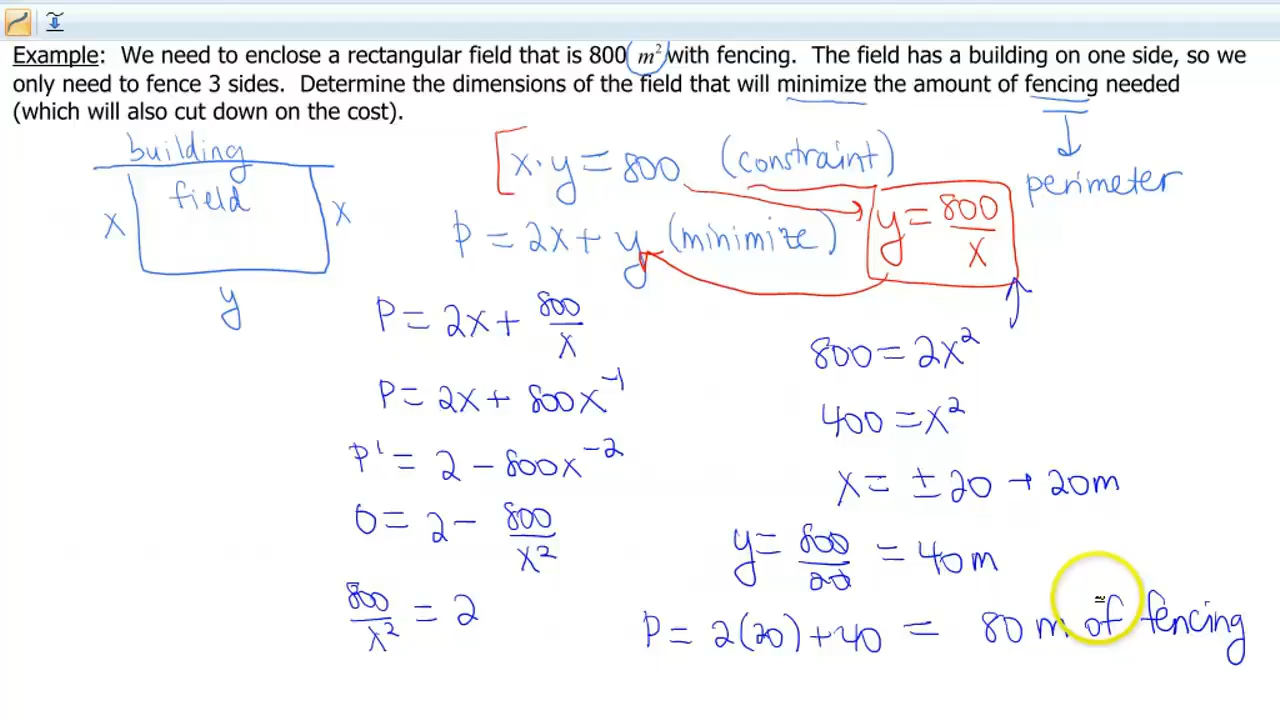 Example: We need to enclose a rectangular field that is 800 m² with fencing. The field has a building on one side, so we
only need to fence 3 sides. Determine the dimensions of the field that will minimize the amount of fencing needed
(which will also cut down on the cost).
building
field
x
x
y
x·y = 800 (constraint)
P = 2x + y (minimize)
y = 800/x
perimeter
P = 2x + 800/x
P = 2x + 800x⁻¹
P' = 2 - 800x⁻²
0 = 2 - 800/x²
800/x² = 2
800 = 2x²
400 = x²
x = ±20 → 20m
y = 800/20 = 40m
P = 2(20) + 40 = 80 m of fencing